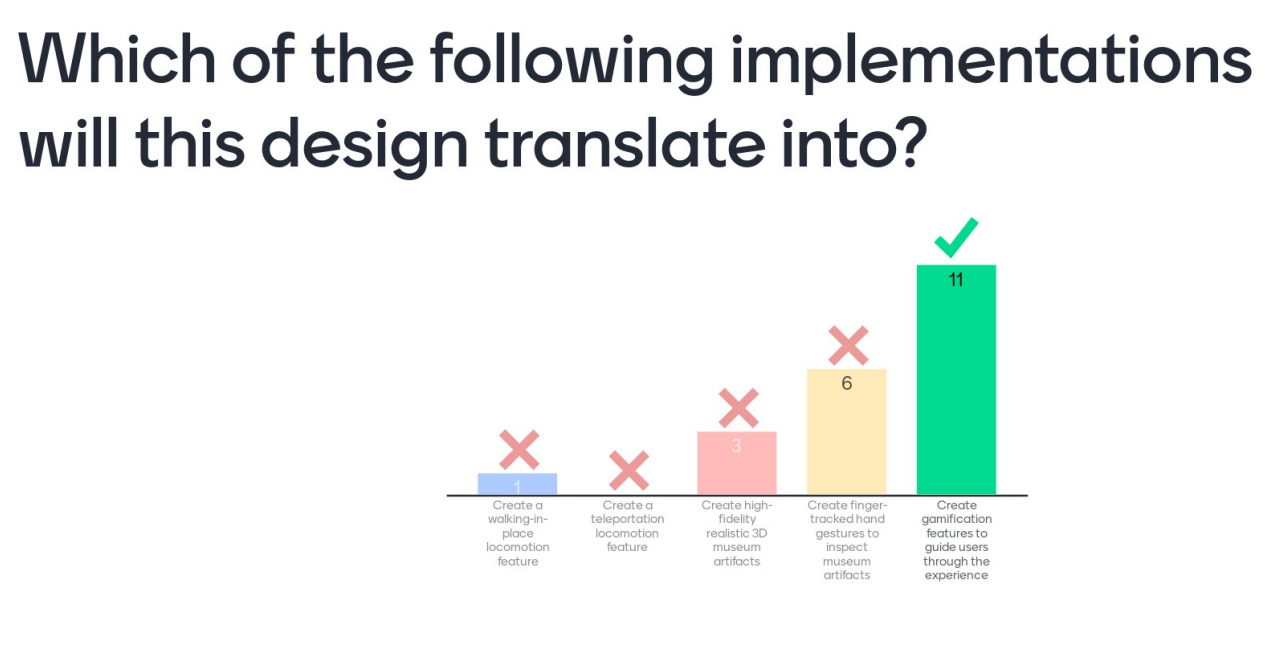 Which of the following implementations
will this design translate into?
11
6
3
1
Create a
walking-in-
place
locomotion
feature
Create a
teleportation
locomotion
feature
Create high-
fidelity
realistic 3D
museum
artifacts
Create finger-
tracked hand
gestures to
inspect
museum
artifacts
Create
gamification
features to
guide users
through the
experience